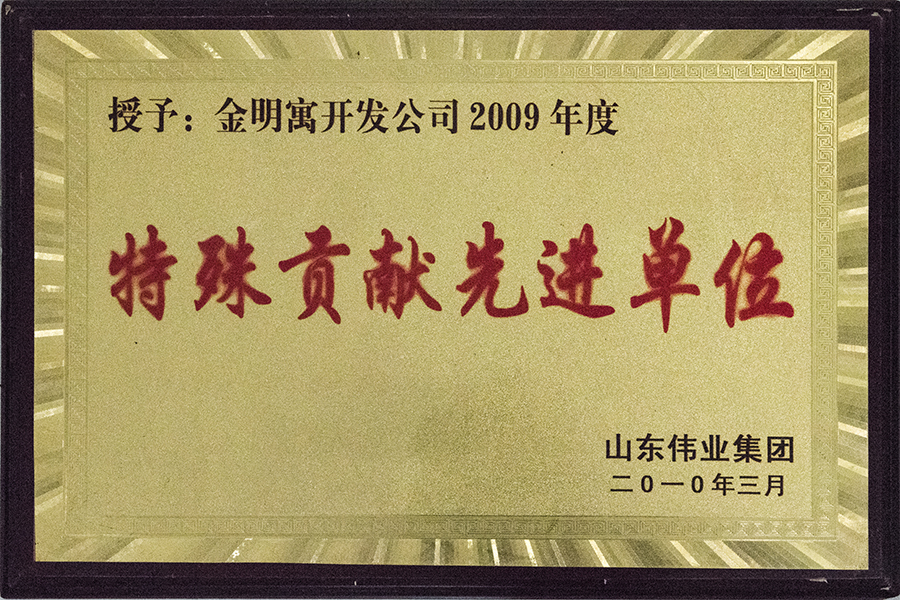 授予：金明寓开发公司2009年度
特殊贡献先进单位
山东伟业集团
二0一0年三月